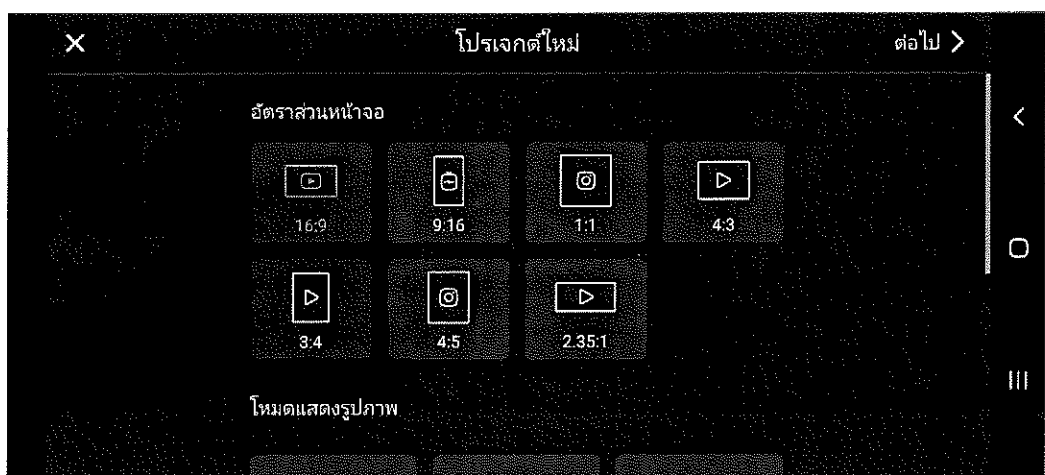 โปรเจกต์ใหม่
ต่อไป
อัตราส่วนหน้าจอ
16:9
9:16
1:1
4:3
3:4
4:5
2.35:1
โหมดแสดงรูปภาพ